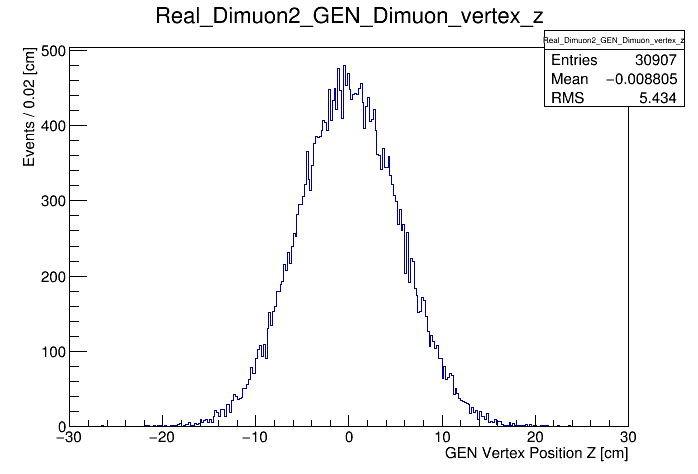 Real_Dimuon2_GEN_Dimuon_vertex_z
Real_Dimuon2_GEN_Dimuon_vertex_z
Entries 30907
Mean −0.008805
RMS 5.434
Events / 0.02 [cm]
500
400
300
200
100
0
−30 −20 −10 0 10 20 30
GEN Vertex Position Z [cm]